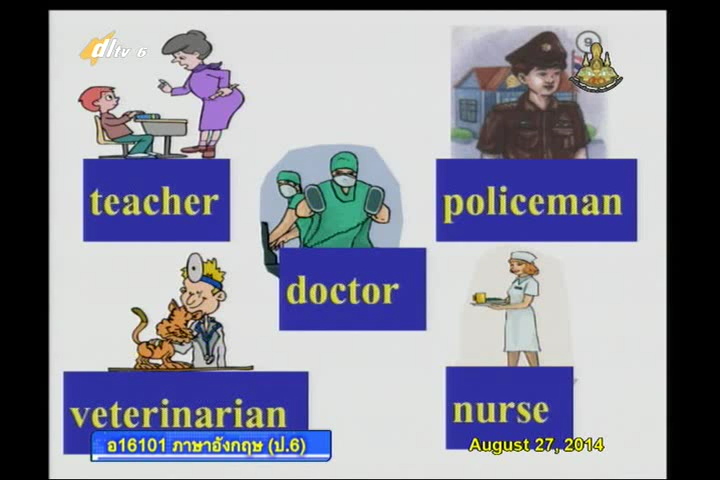 dltv 6
๙
teacher
policeman
doctor
veterinarian
nurse
อ16101 ภาษาอังกฤษ (ป.6)
August 27, 2014